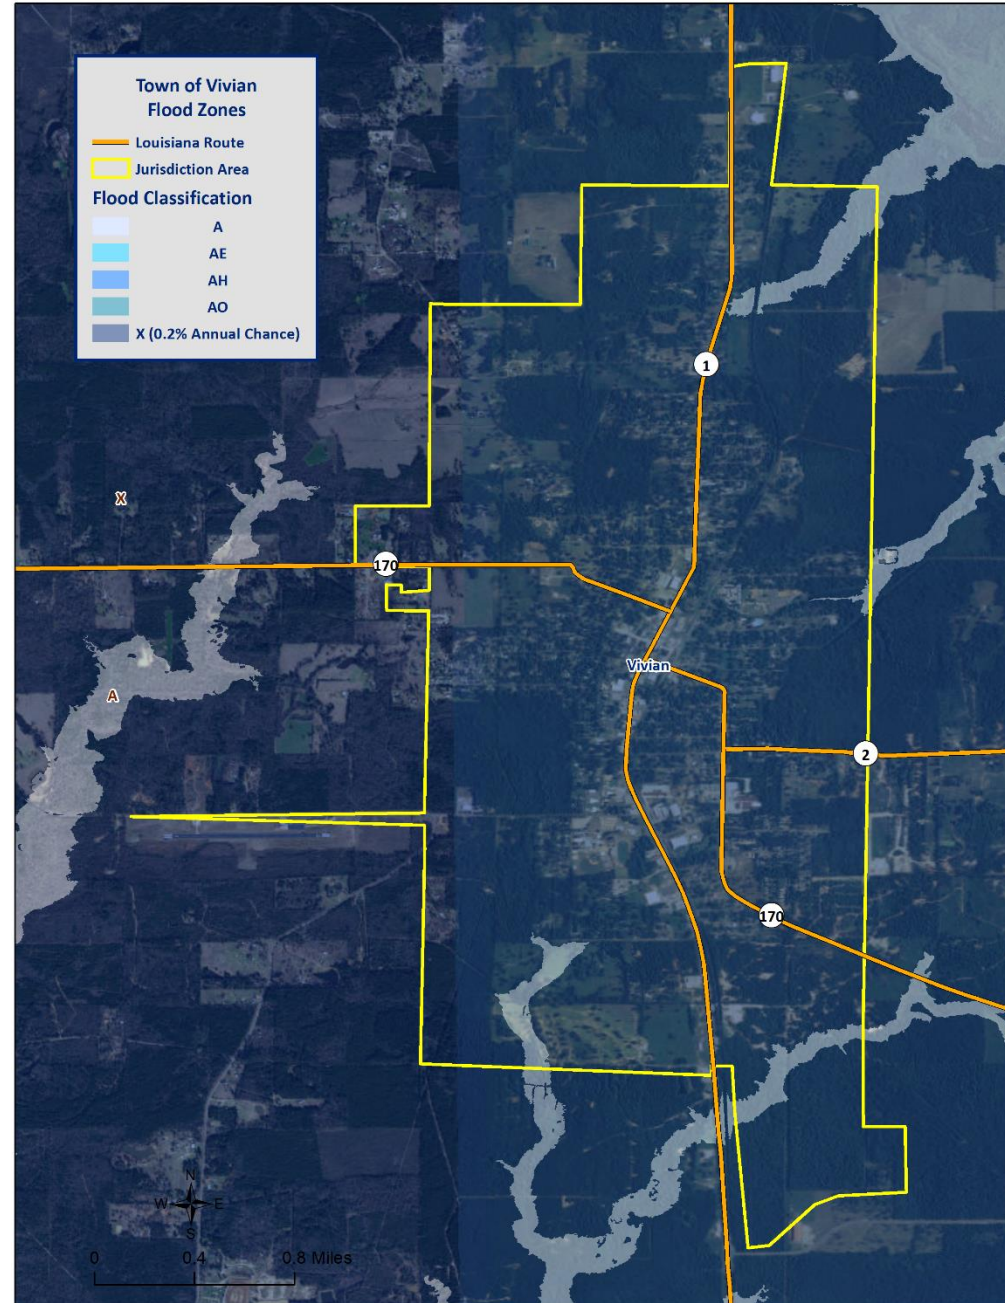 Town of Vivian
Flood Zones
Louisiana Route
Jurisdiction Area
Flood Classification
A
AE
AH
AO
X (0.2% Annual Chance)
1
X
170
Vivian
A
2
170
N
W E
S
0 0.4 0.8 Miles